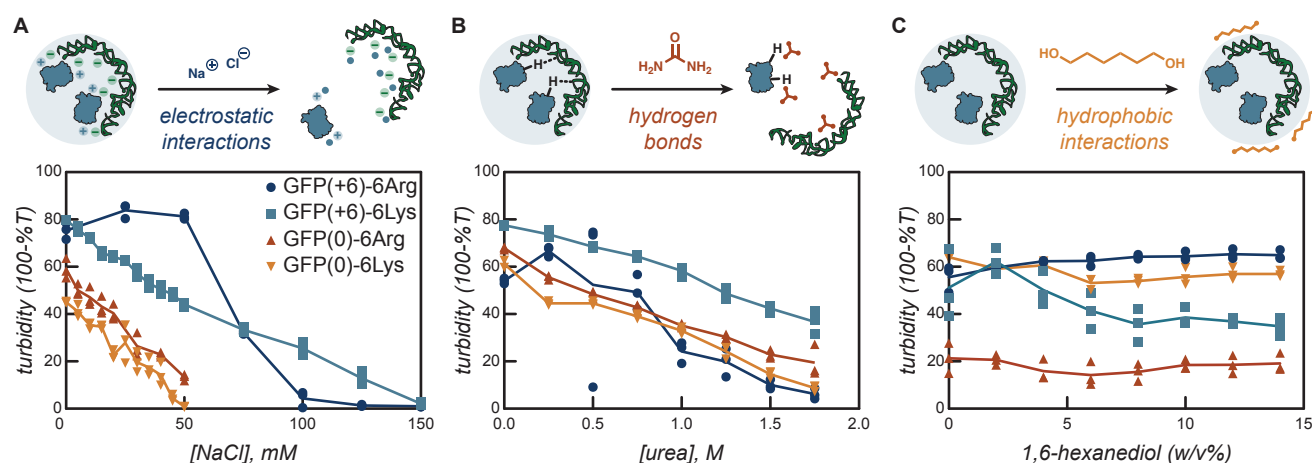 A
Na⊕ Cl⊖
electrostatic
interactions
+ + + + − − − − − −
turbidity (100-%T)
100
80
60
40
20
0
0
50
100
150
[NaCl], mM
GFP(+6)-6Arg
GFP(+6)-6Lys
GFP(0)-6Arg
GFP(0)-6Lys
B
H
H
O
H₂N NH₂
hydrogen
bonds
H
H
turbidity (100-%T)
100
80
60
40
20
0
0.0
0.5
1.0
1.5
2.0
[urea], M
C
HO
OH
hydrophobic
interactions
turbidity (100-%T)
100
80
60
40
20
0
0
5
10
15
1,6-hexanediol (w/v%)